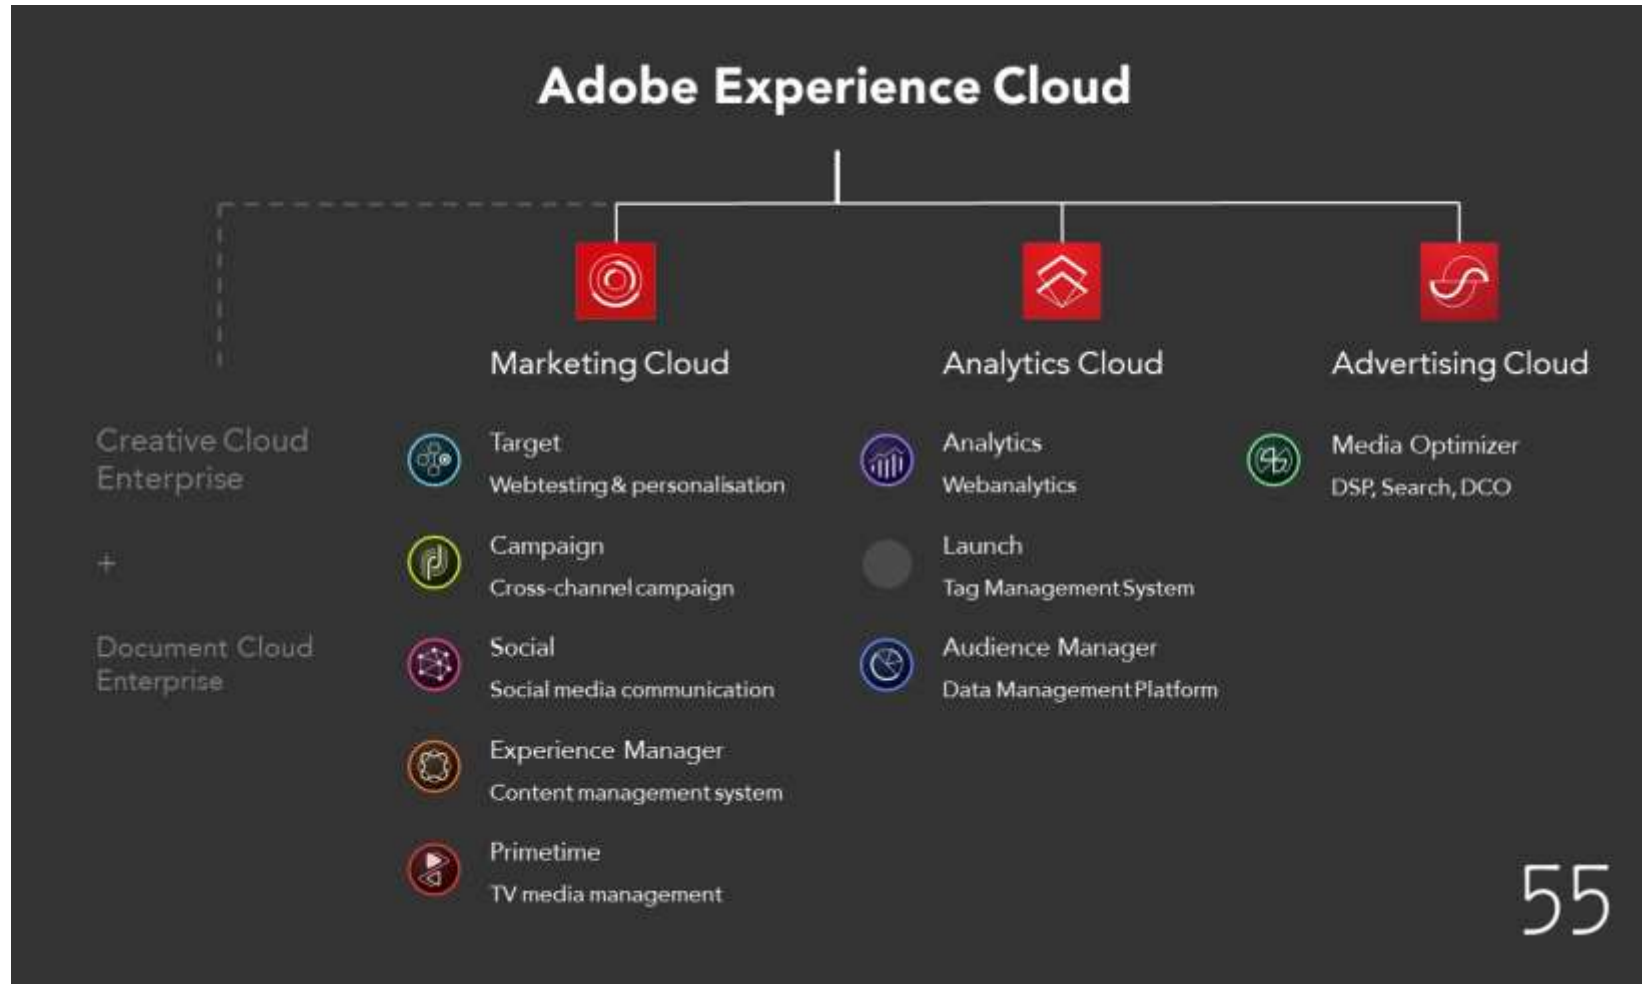 Adobe Experience Cloud
Creative Cloud
Enterprise
+
Document Cloud
Enterprise
Marketing Cloud
Target
Webtesting & personalisation
Campaign
Cross-channel campaign
Social
Social media communication
Experience Manager
Content management system
Primetime
TV media management
Analytics Cloud
Analytics
Webanalytics
Launch
Tag Management System
Audience Manager
Data Management Platform
Advertising Cloud
Media Optimizer
DSP, Search, DCO
55